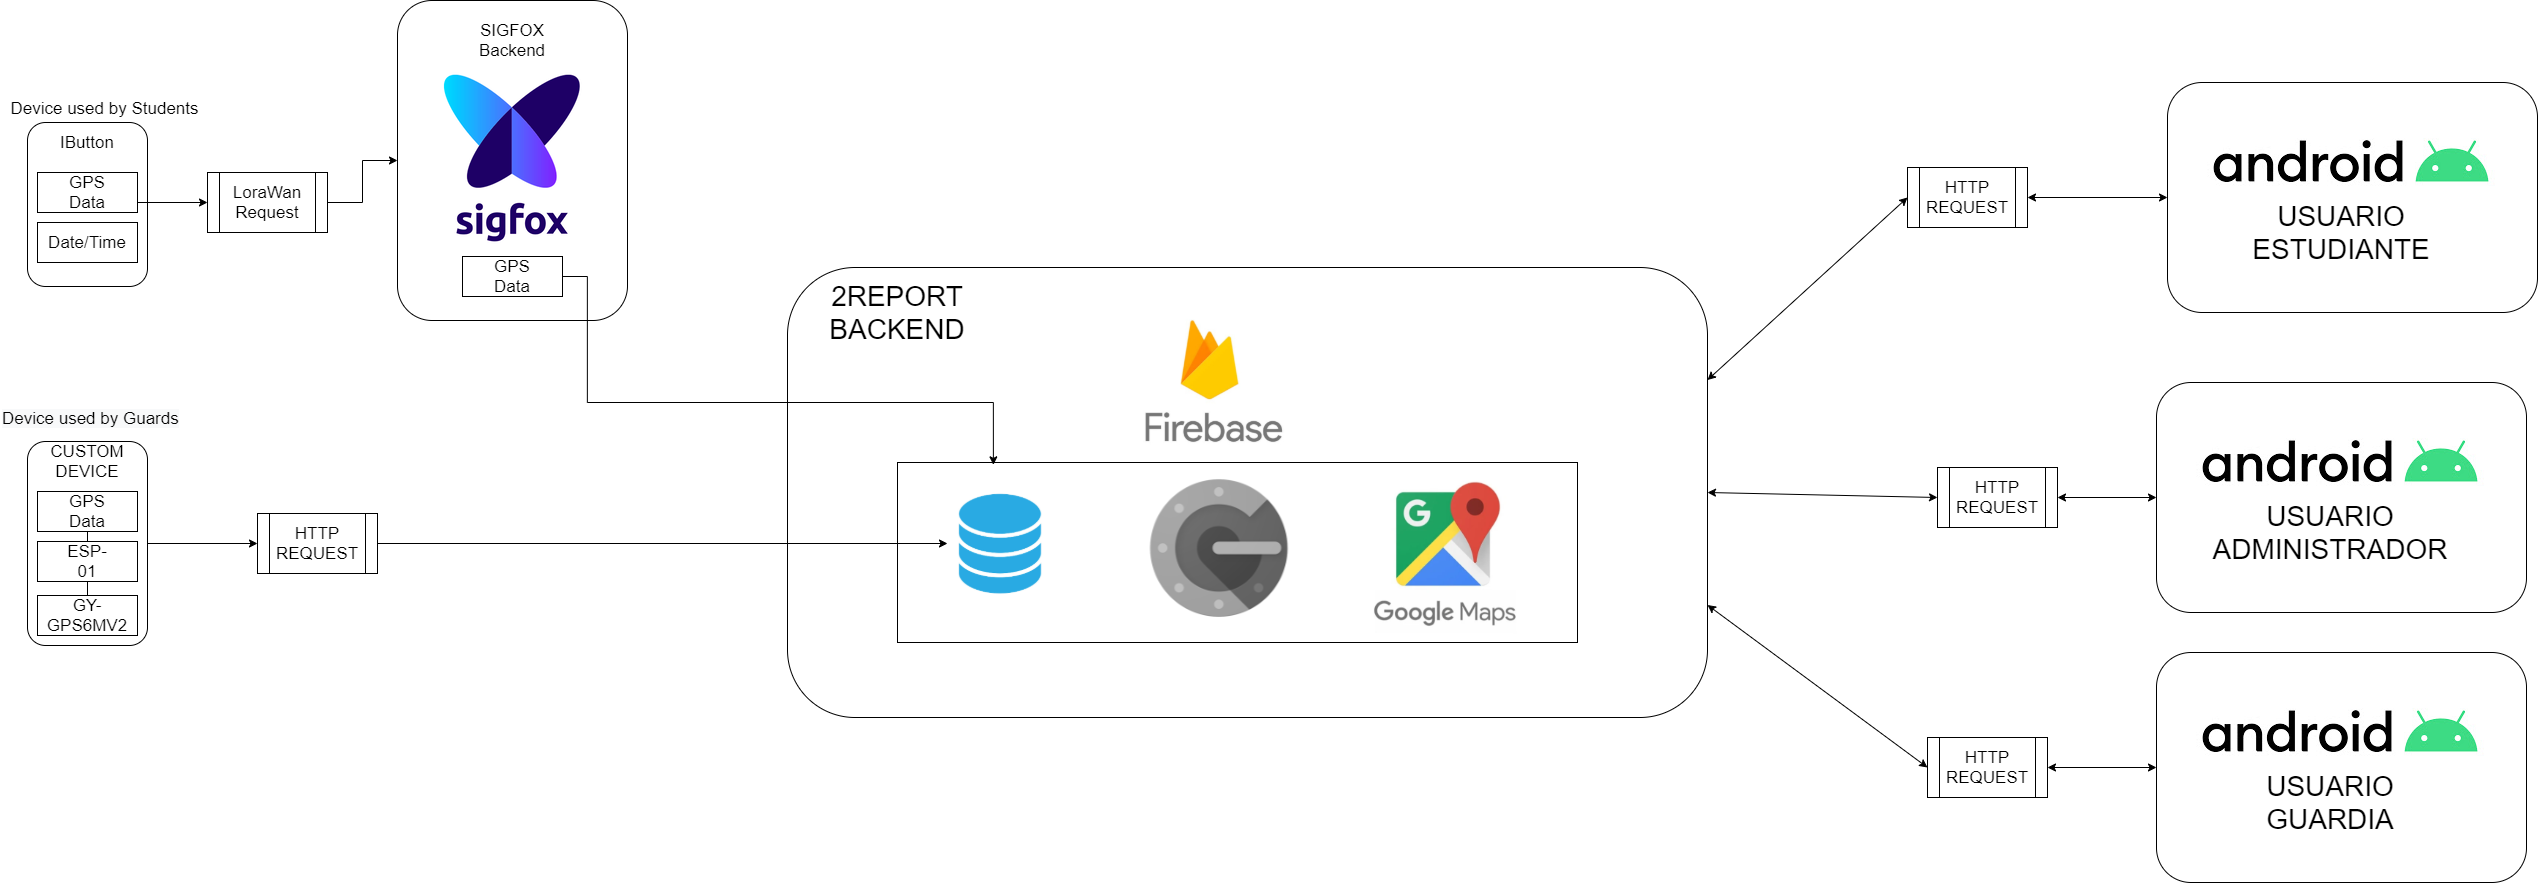 SIGFOX
Backend
sigfox
GPS
Data
Device used by Students
IButton
GPS
Data
Date/Time
LoraWan
Request
Device used by Guards
CUSTOM
DEVICE
GPS
Data
ESP-
01
GY-
GPS6MV2
HTTP
REQUEST
2REPORT
BACKEND
Firebase
G
Google Maps
HTTP
REQUEST
android
USUARIO
ESTUDIANTE
HTTP
REQUEST
android
USUARIO
ADMINISTRADOR
HTTP
REQUEST
android
USUARIO
GUARDIA